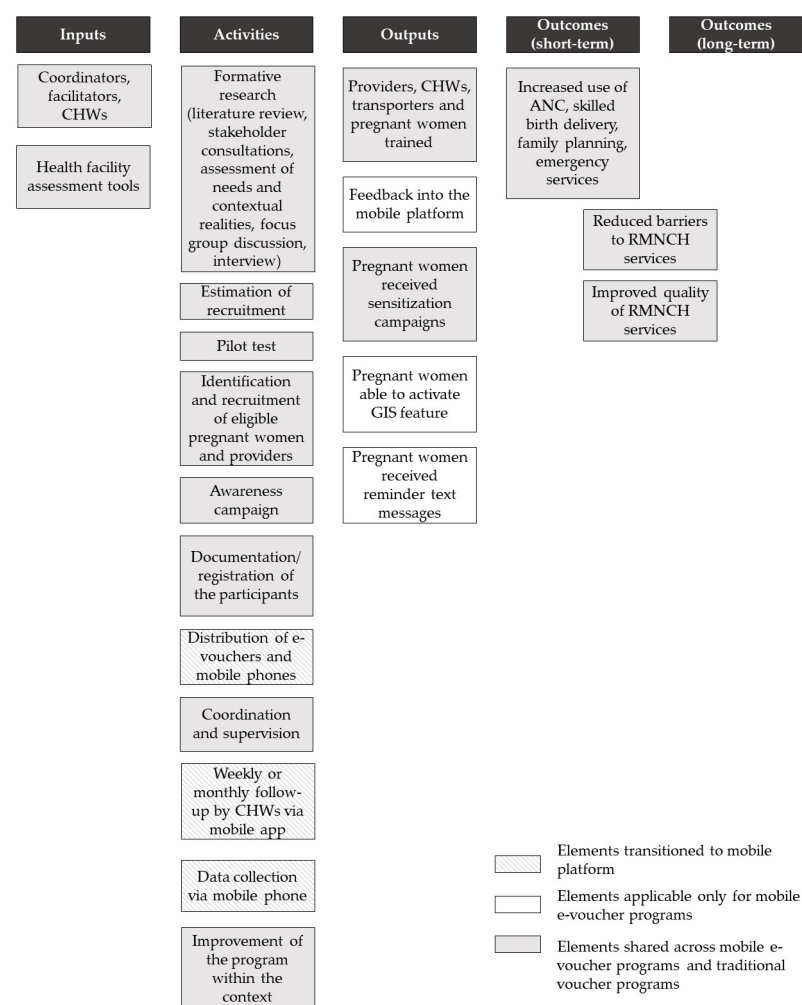 Inputs
Coordinators,
facilitators,
CHWs
Health facility
assessment tools
Activities
Formative
research
(literature review,
stakeholder
consultations,
assessment of
needs and
contextual
realities, focus
group discussion,
interview)
Estimation of
recruitment
Pilot test
Identification
and recruitment
of eligible
pregnant women
and providers
Awareness
campaign
Documentation/
registration of
the participants
Distribution of e-
vouchers and
mobile phones
Coordination
and supervision
Weekly or
monthly follow-
up by CHWs via
mobile app
Data collection
via mobile phone
Improvement of
the program
within the
context
Outputs
Providers, CHWs,
transporters and
pregnant women
trained
Feedback into the
mobile platform
Pregnant women
received
sensitization
campaigns
Pregnant women
able to activate
GIS feature
Pregnant women
received
reminder text
messages
Outcomes
(short-term)
Increased use of
ANC, skilled
birth delivery,
family planning,
emergency
services
Outcomes
(long-term)
Reduced barriers
to RMNCH
services
Improved quality
of RMNCH
services
Elements transitioned to mobile
platform
Elements applicable only for mobile
e-voucher programs
Elements shared across mobile e-
voucher programs and traditional
voucher programs